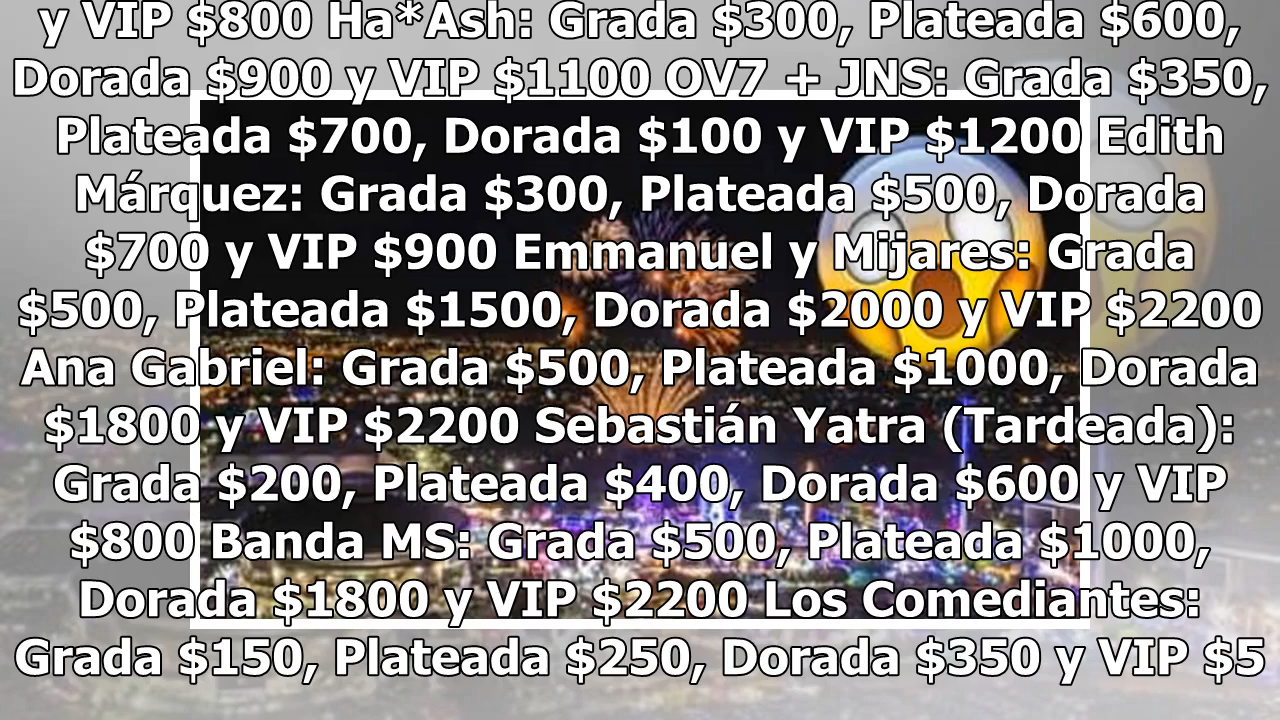 y VIP $800 Ha*Ash: Grada $300, Plateada $600,
Dorada $900 y VIP $1100 OV7 + JNS: Grada $350,
Plateada $700, Dorada $100 y VIP $1200 Edith
Márquez: Grada $300, Plateada $500, Dorada
$700 y VIP $900 Emmanuel y Mijares: Grada
$500, Plateada $1500, Dorada $2000 y VIP $2200
Ana Gabriel: Grada $500, Plateada $1000, Dorada
$1800 y VIP $2200 Sebastián Yatra (Tardeada):
Grada $200, Plateada $400, Dorada $600 y VIP
$800 Banda MS: Grada $500, Plateada $1000,
Dorada $1800 y VIP $2200 Los Comediantes:
Grada $150, Plateada $250, Dorada $350 y VIP $5